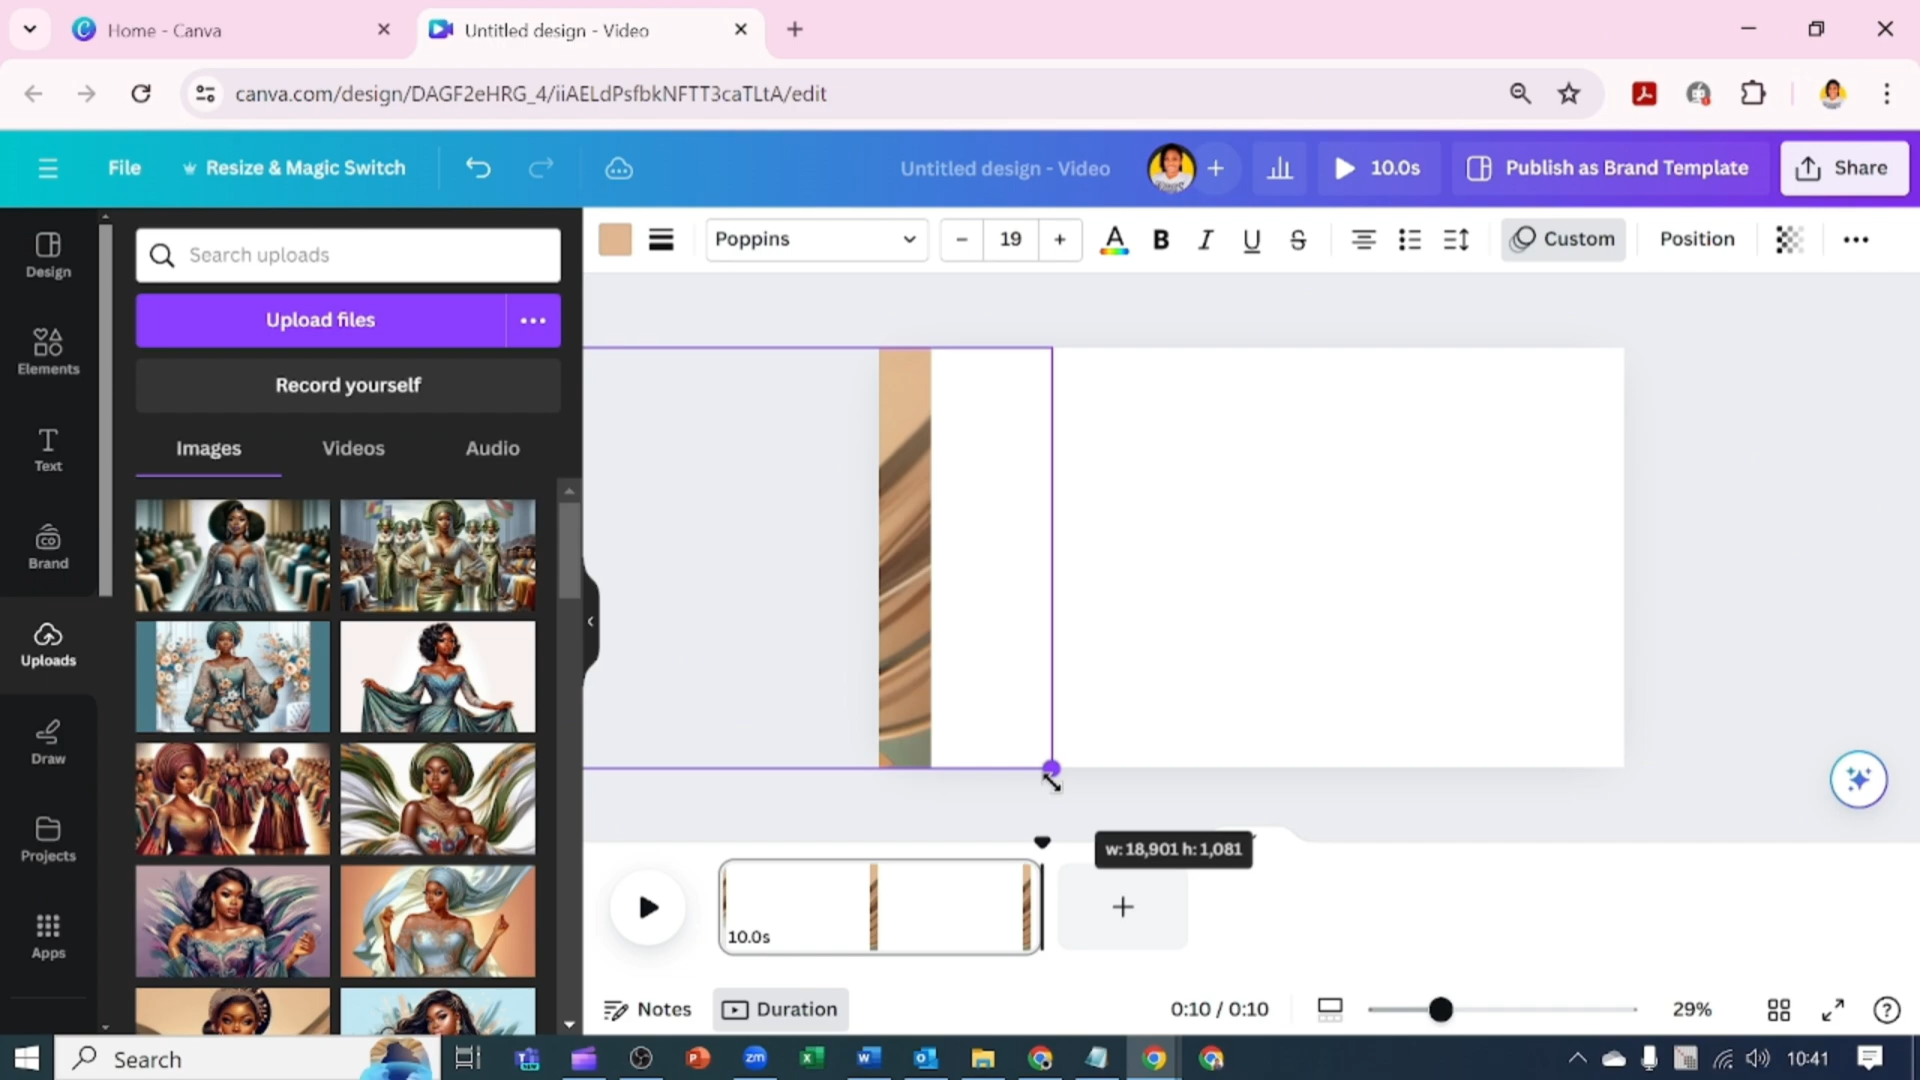 Home - Canva
Untitled design - Video
canva.com/design/DAGF2eHRG_4/iiAELdPsfbkNFTT3caTLtA/edit
File
Resize & Magic Switch
Untitled design - Video
10.0s
Publish as Brand Template
Share
Design
Elements
Text
Brand
Uploads
Draw
Projects
Apps
Search uploads
Upload files
Record yourself
Images
Videos
Audio
Poppins
19
Custom
Position
w: 18,901 h: 1,081
10.0s
Notes
Duration
0:10 / 0:10
29%
Search
10:41